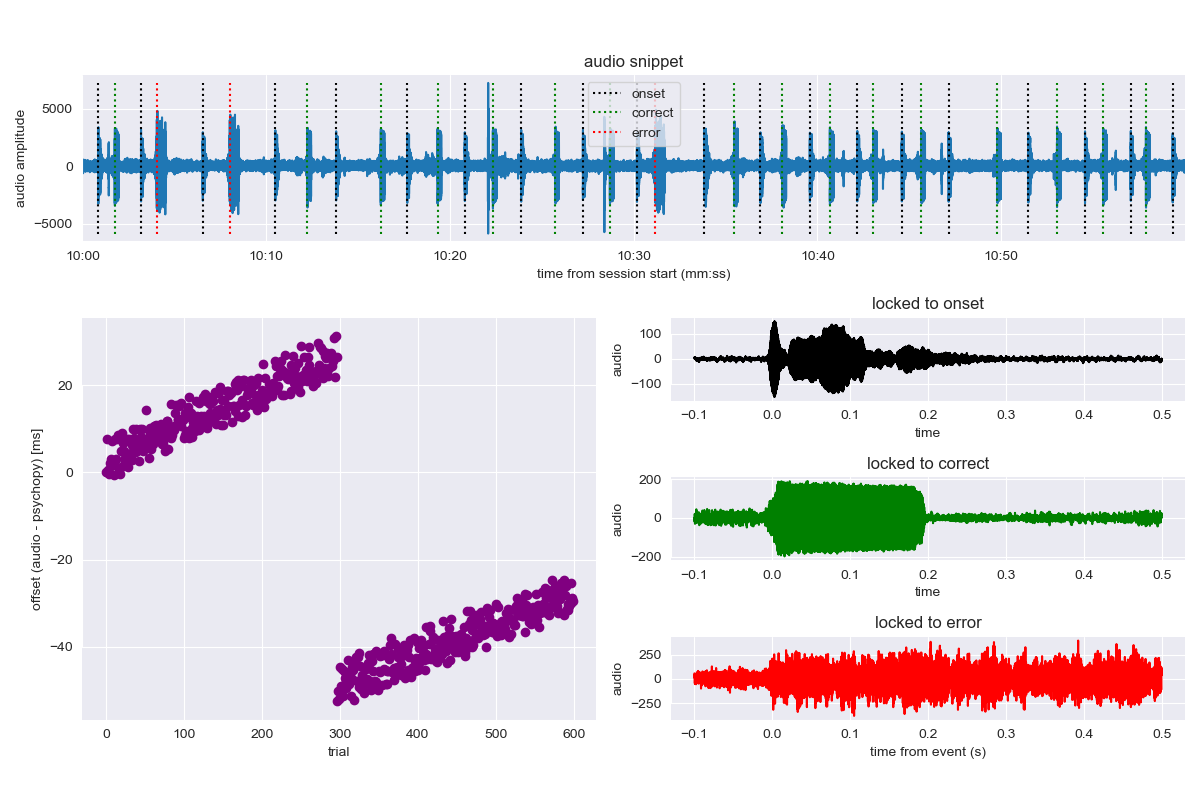 audio snippet
audio amplitude
5000
0
−5000
onset
correct
error
10:00 10:10 10:20 10:30 10:40 10:50
time from session start (mm:ss)
offset (audio - psychopy) [ms]
20
0
−20
−40
0 100 200 300 400 500 600
trial
locked to onset
audio
100
0
−100
−0.1 0.0 0.1 0.2 0.3 0.4 0.5
time
locked to correct
audio
200
0
−200
−0.1 0.0 0.1 0.2 0.3 0.4 0.5
time
locked to error
audio
250
0
−250
−0.1 0.0 0.1 0.2 0.3 0.4 0.5
time from event (s)